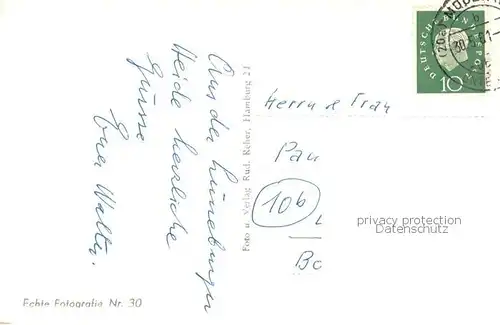 Aus der Lüneburger
Heide herzliche
Grüsse
Euer Walter.
Echte Fotografie Nr. 30
Foto u. Verlag Rud. Reher, Hamburg 21
DEUTSCHE BUNDESPOST
10
Herrn & Frau
Pau
10b
L
Bo
privacy protection
Datenschutz